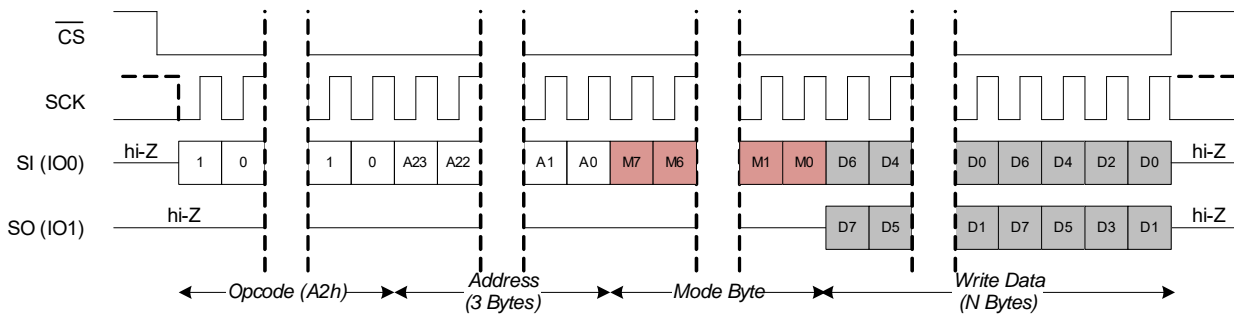 CS
SCK
hi-Z
SI (IO0)
1 0 1 0 A23 A22 A1 A0 M7 M6 M1 M0 D6 D4 D0 D6 D4 D2 D0
hi-Z
hi-Z
SO (IO1)
D7 D5 D1 D7 D5 D3 D1
hi-Z
Opcode (A2h)
Address
(3 Bytes)
Mode Byte
Write Data
(N Bytes)